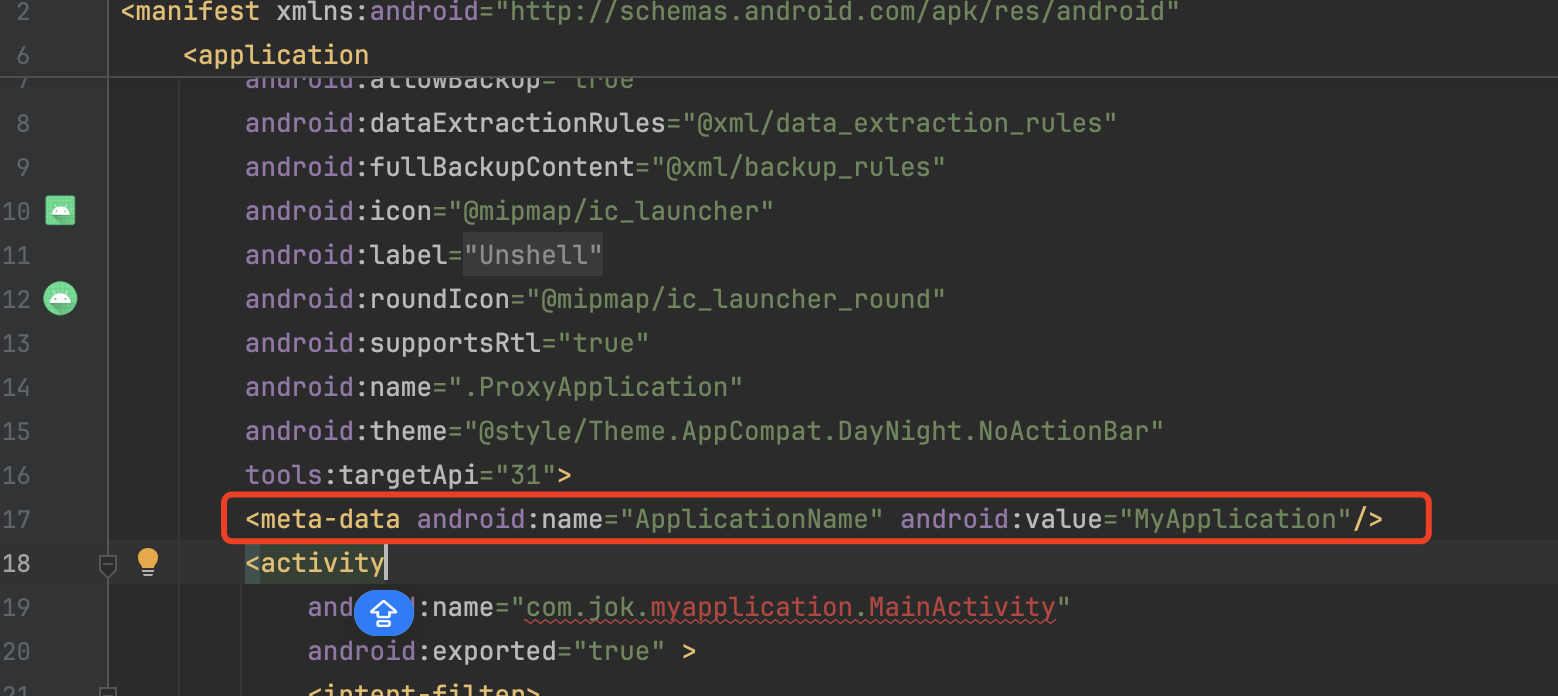 2 <manifest xmlns:android="http://schemas.android.com/apk/res/android"
6 <application
7 android:allowBackup="true
8 android:dataExtractionRules="@xml/data_extraction_rules"
9 android:fullBackupContent="@xml/backup_rules"
10 android:icon="@mipmap/ic_launcher"
11 android:label="Unshell"
12 android:roundIcon="@mipmap/ic_launcher_round"
13 android:supportsRtl="true"
14 android:name=".ProxyApplication"
15 android:theme="@style/Theme.AppCompat.DayNight.NoActionBar"
16 tools:targetApi="31">
17 <meta-data android:name="ApplicationName" android:value="MyApplication"/>
18 <activity
19 and :name="com.jok.myapplication.MainActivity"
20 android:exported="true" >
21 <intent-filter>